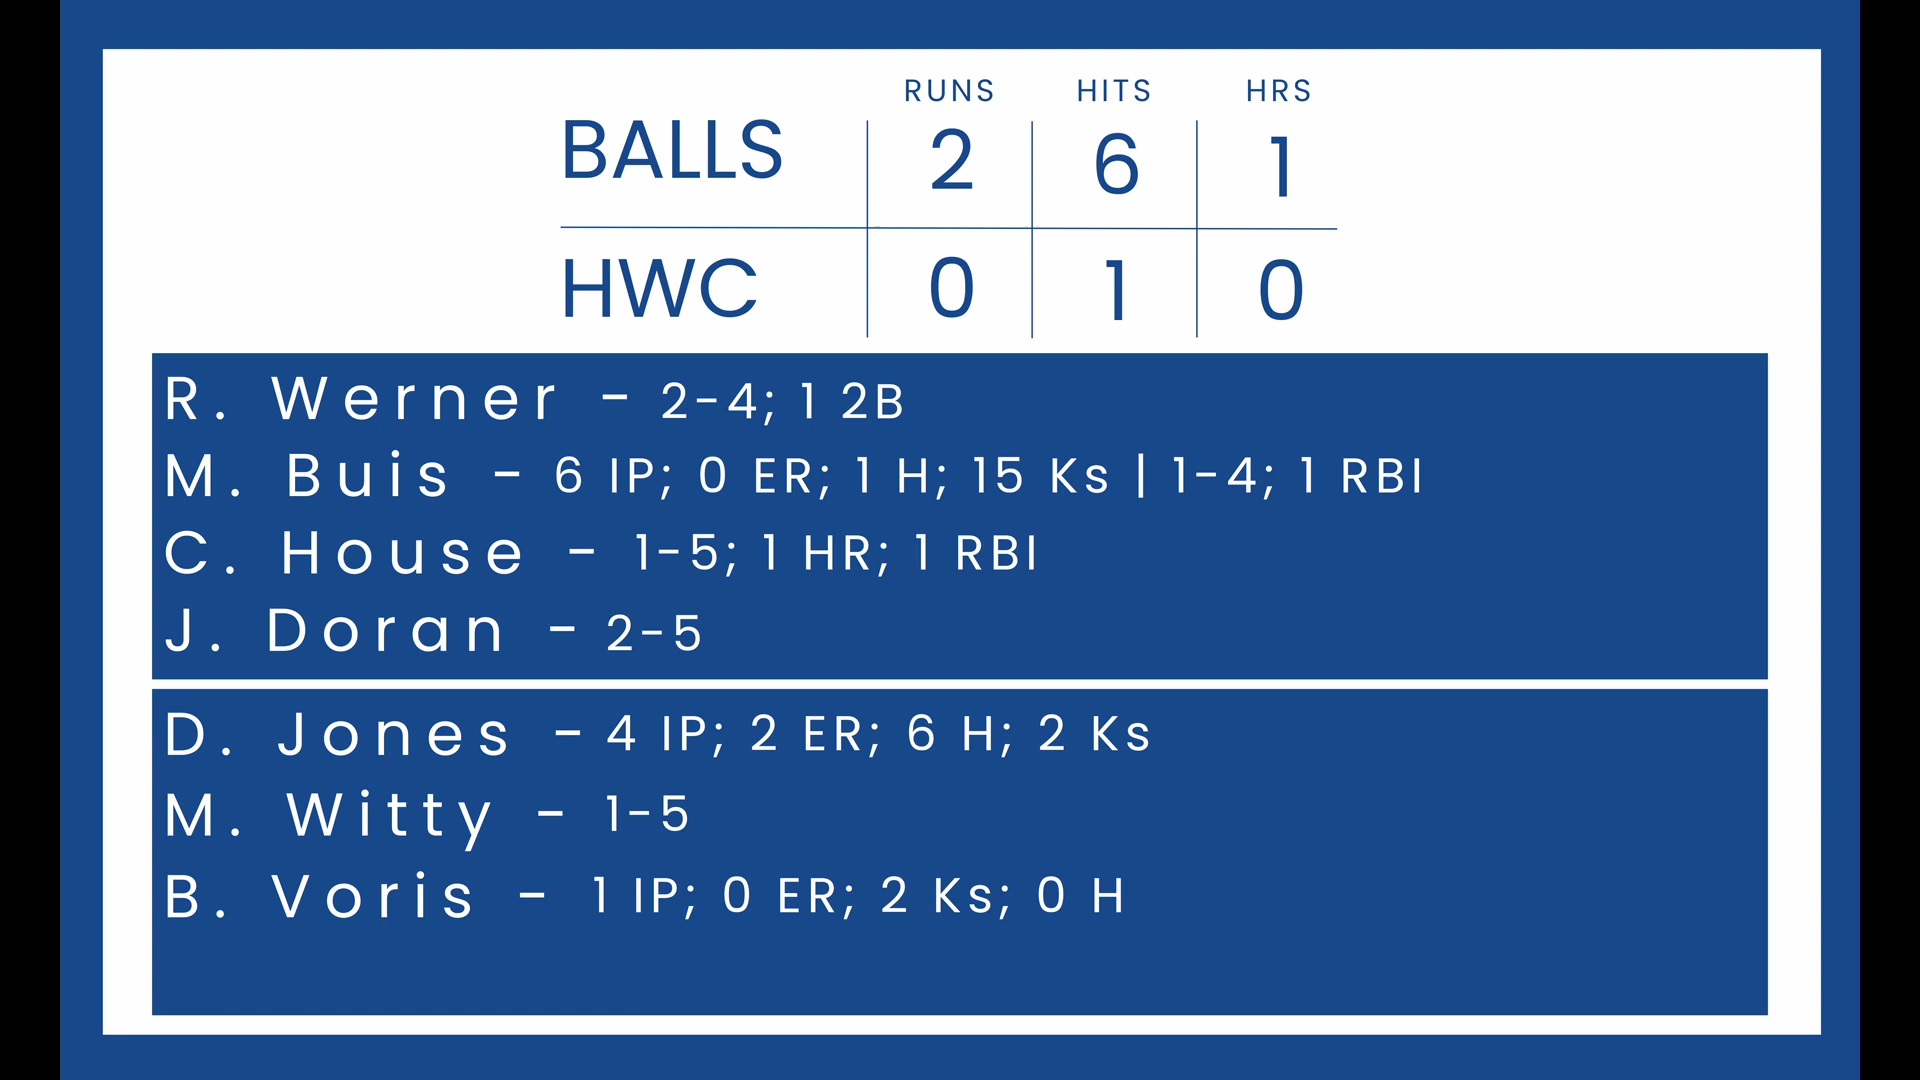 RUNS HITS HRS
BALLS 2 6 1
HWC 0 1 0
R. Werner - 2-4; 1 2B
M. Buis - 6 IP; 0 ER; 1 H; 15 Ks | 1-4; 1 RBI
C. House - 1-5; 1 HR; 1 RBI
J. Doran - 2-5
D. Jones - 4 IP; 2 ER; 6 H; 2 Ks
M. Witty - 1-5
B. Voris - 1 IP; 0 ER; 2 Ks; 0 H